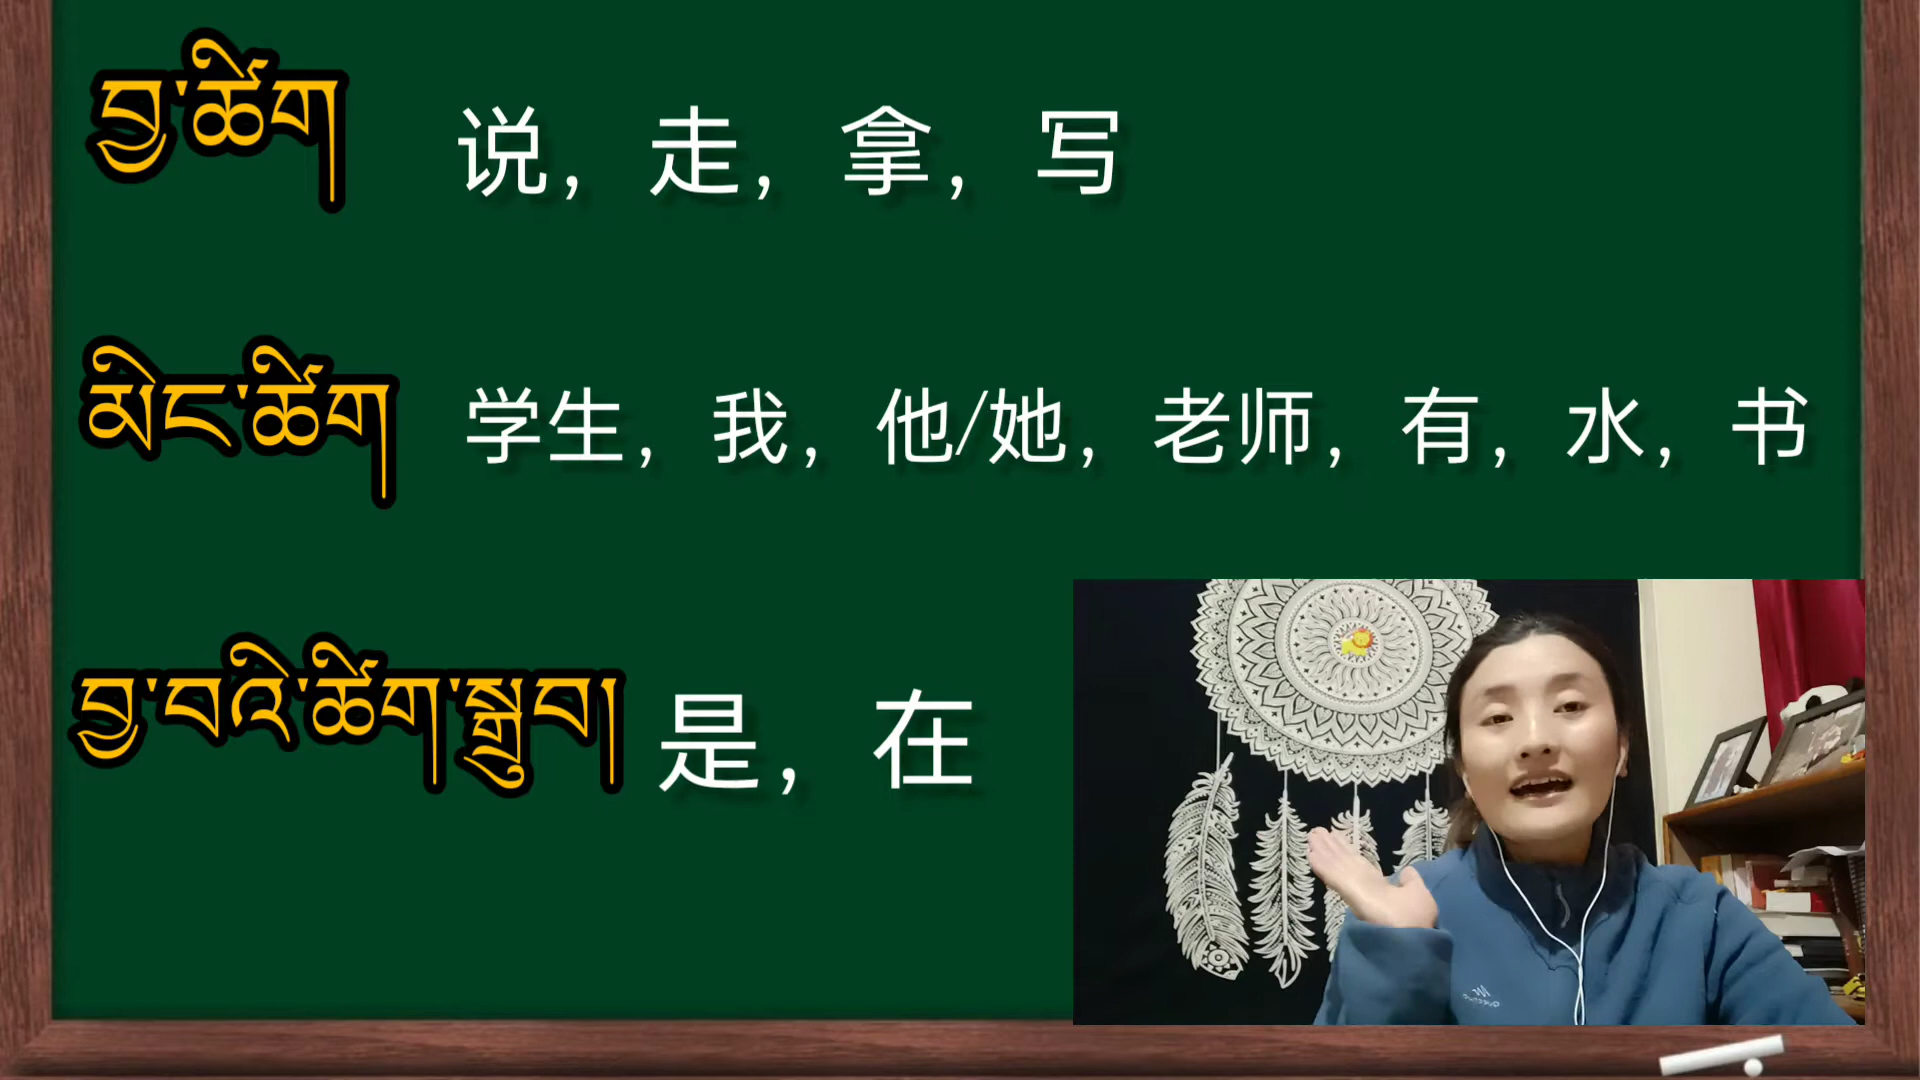 བྱ་ཚིག 说，走，拿，写
མིང་ཚིག 学生，我，他/她，老师，有，水，书
བྱ་བའི་ཚིག་སྒྲུབ། 是，在